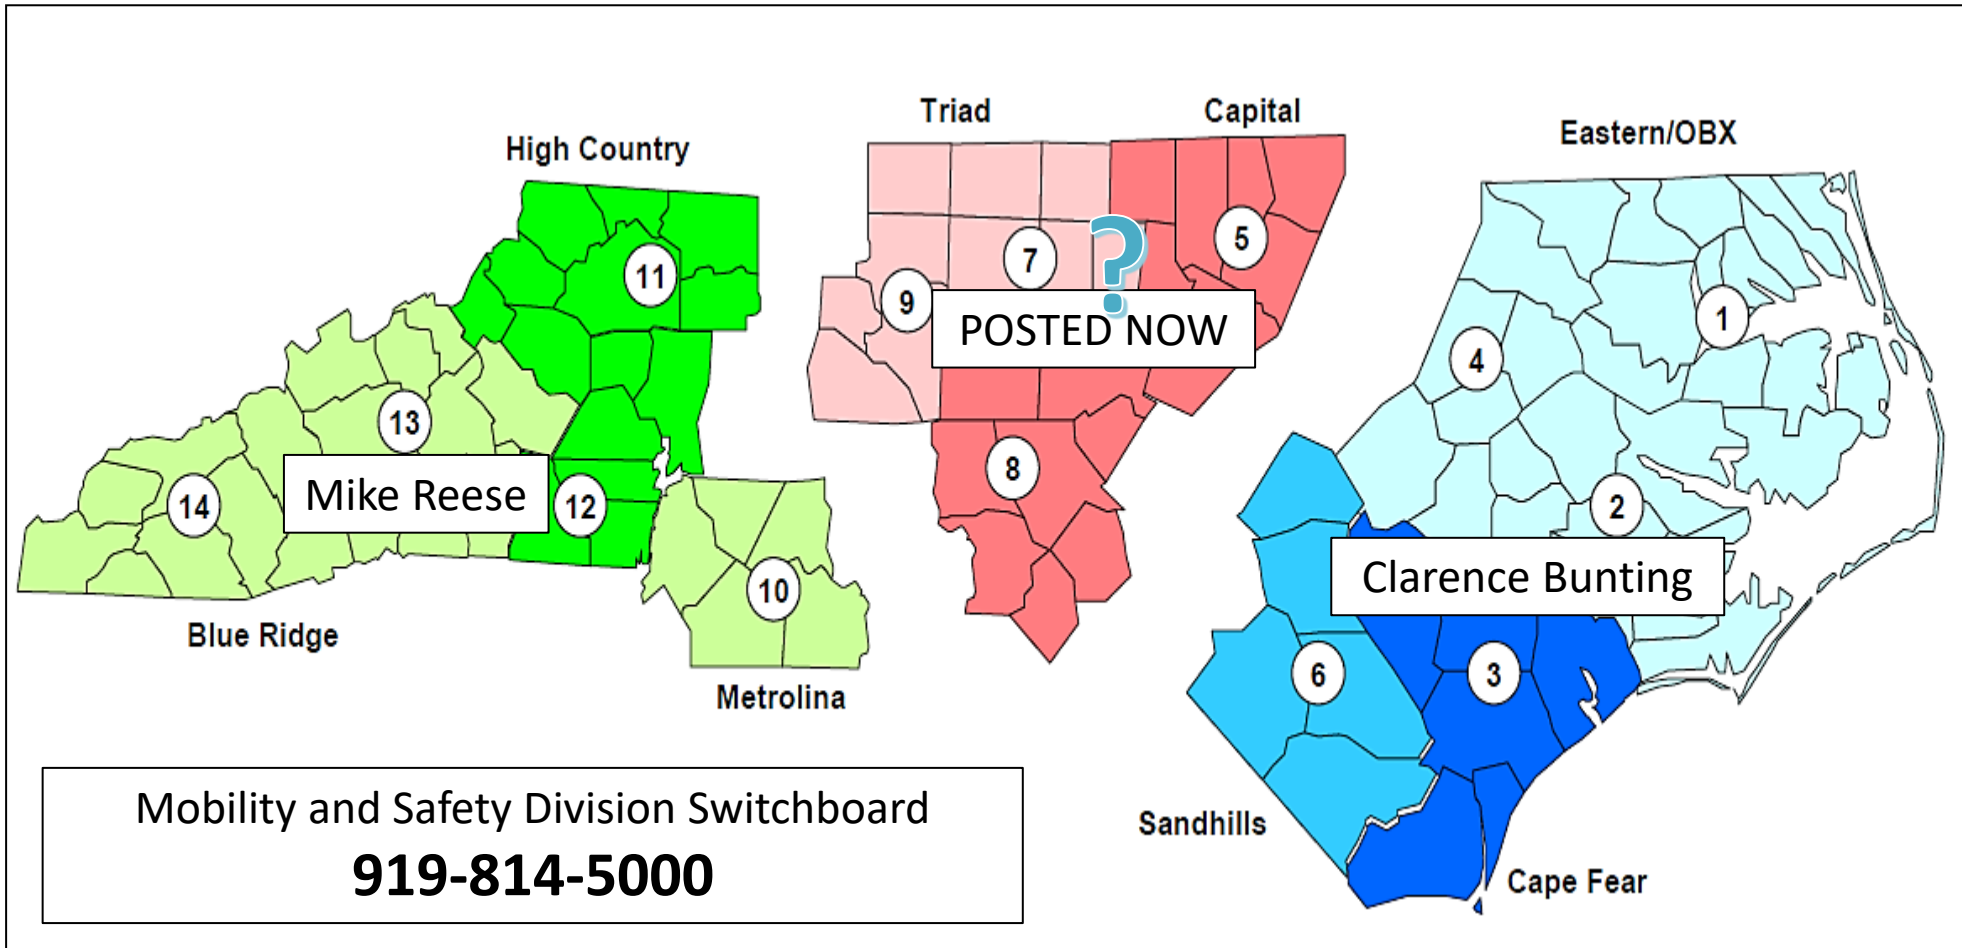 Triad
Capital
Eastern/OBX
High Country
11
7
?
5
9
POSTED NOW
1
4
13
Mike Reese
14
12
8
2
10
Clarence Bunting
Blue Ridge
Metrolina
6
3
Sandhills
Cape Fear
Mobility and Safety Division Switchboard
919-814-5000